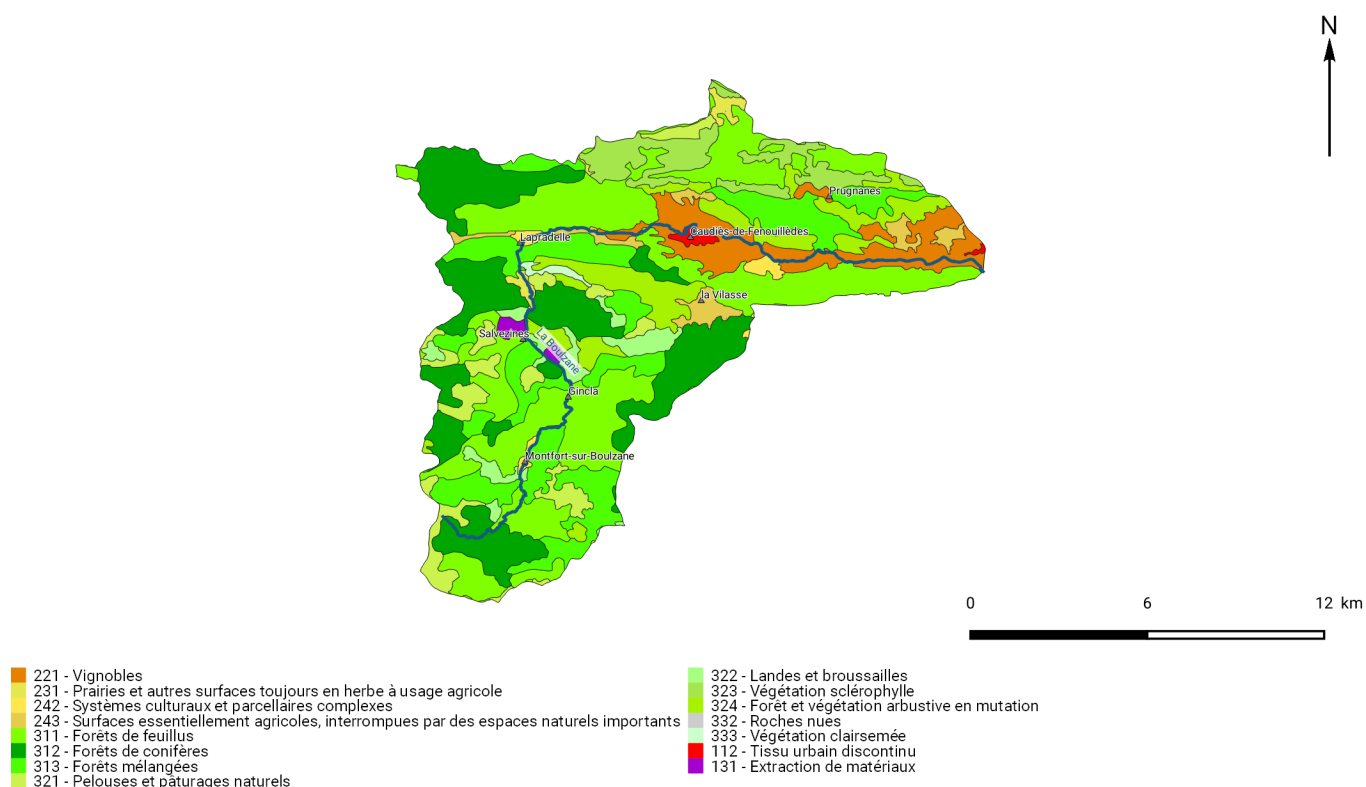 N
Prugnanes
Caudiès-de-Fenouillèdes
Lapradelle
la Vilasse
Salvezines
La Boulzane
Gincla
Montfort-sur-Boulzane
0 6 12 km
221 - Vignobles
231 - Prairies et autres surfaces toujours en herbe à usage agricole
242 - Systèmes culturaux et parcellaires complexes
243 - Surfaces essentiellement agricoles, interrompues par des espaces naturels importants
311 - Forêts de feuillus
312 - Forêts de conifères
313 - Forêts mélangées
321 - Pelouses et pâturages naturels
322 - Landes et broussailles
323 - Végétation sclérophylle
324 - Forêt et végétation arbustive en mutation
332 - Roches nues
333 - Végétation clairsemée
112 - Tissu urbain discontinu
131 - Extraction de matériaux